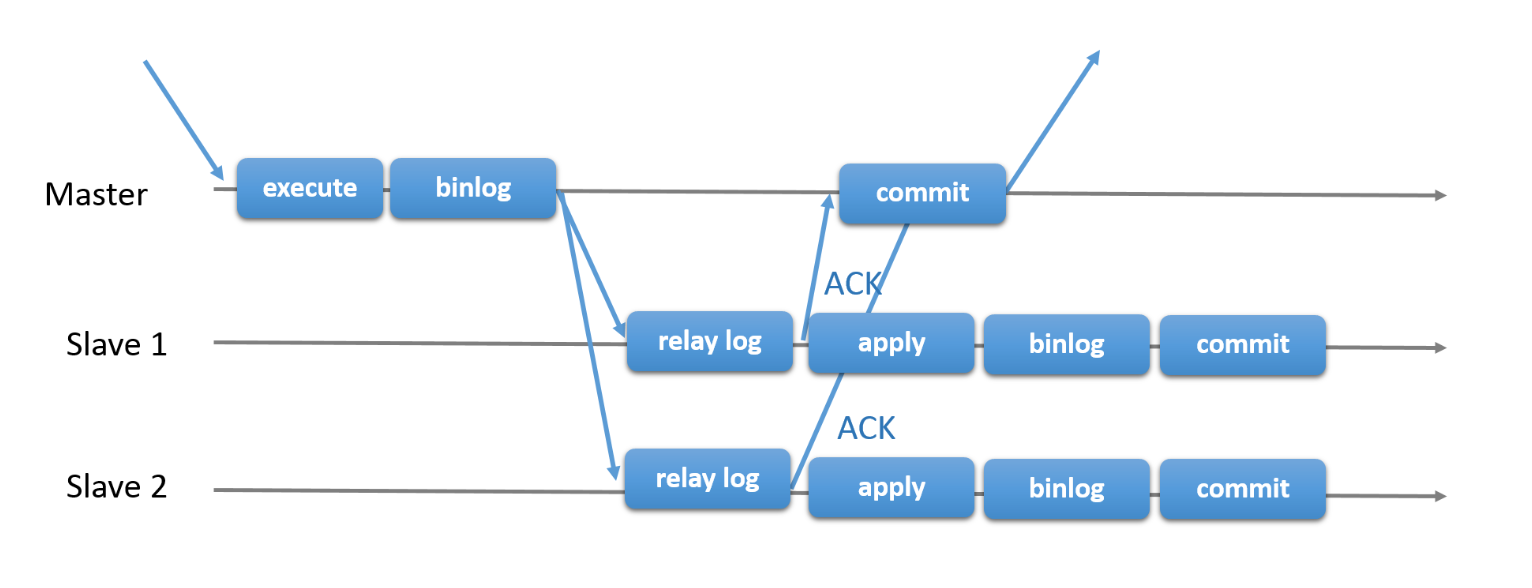 Master
execute
binlog
commit
ACK
Slave 1
relay log
apply
binlog
commit
ACK
Slave 2
relay log
apply
binlog
commit